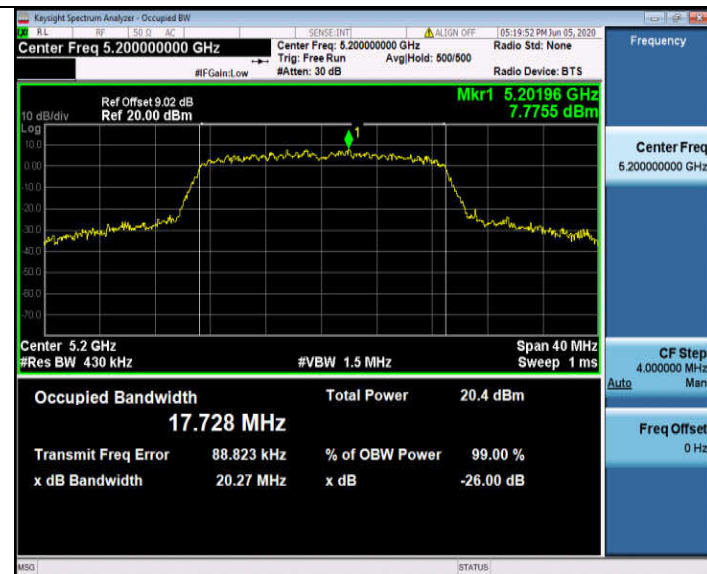 Keysight Spectrum Analyzer - Occupied BW
RL RF 50 Ω AC SENSE:INT ALIGN OFF 05:19:52 PM Jun 05, 2020
Center Freq 5.200000000 GHz
Center Freq: 5.200000000 GHz Radio Std: None
Trig: Free Run Avg|Hold: 500/500
#IFGain:Low #Atten: 30 dB Radio Device: BTS
Frequency
Ref Offset 9.02 dB Mkr1 5.20196 GHz
10 dB/div Ref 20.00 dBm 7.7755 dBm
Log
10.0
0.00
-10.0
-20.0
-30.0
-40.0
-50.0
-60.0
-70.0
1
Center Freq
5.200000000 GHz
Center 5.2 GHz Span 40 MHz
#Res BW 430 kHz #VBW 1.5 MHz Sweep 1 ms
CF Step
4.000000 MHz
Auto Man
Freq Offset
0 Hz
Occupied Bandwidth Total Power 20.4 dBm
17.728 MHz
Transmit Freq Error 88.823 kHz % of OBW Power 99.00 %
x dB Bandwidth 20.27 MHz x dB -26.00 dB
MSG STATUS